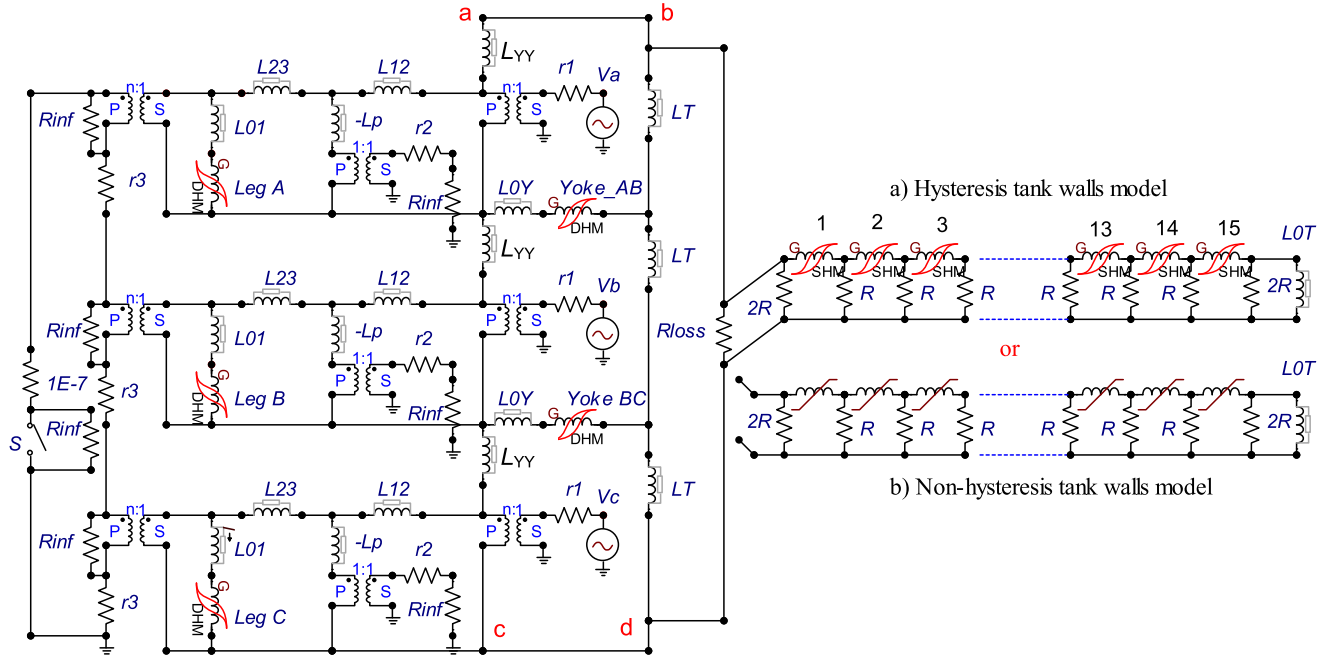 a b
L_YY
r1 Va
L23 L12
n:1 n:1
P S P S
Rinf L01 -Lp r2 LT
1:1
P S
G
DHM Leg A
r3 Rinf
L0Y Yoke_AB
G DHM
L_YY LT
r1 Vb
L23 L12
n:1 n:1
P S P S
Rinf L01 -Lp r2
1:1
P S
Rloss
1E-7 r3
G
DHM Leg B
Rinf
L0Y Yoke BC
G DHM
S Rinf
L_YY LT
r1 Vc
L23 L12
n:1 n:1
P S P S
Rinf L01 -Lp r2
1:1
P S
G
DHM Leg C
r3 Rinf
c d
a) Hysteresis tank walls model
1 2 3 13 14 15 L0T
G G G G G G
SHM SHM SHM SHM SHM SHM
2R R R R R R R 2R
or
L0T
2R R R R R R R 2R
b) Non-hysteresis tank walls model